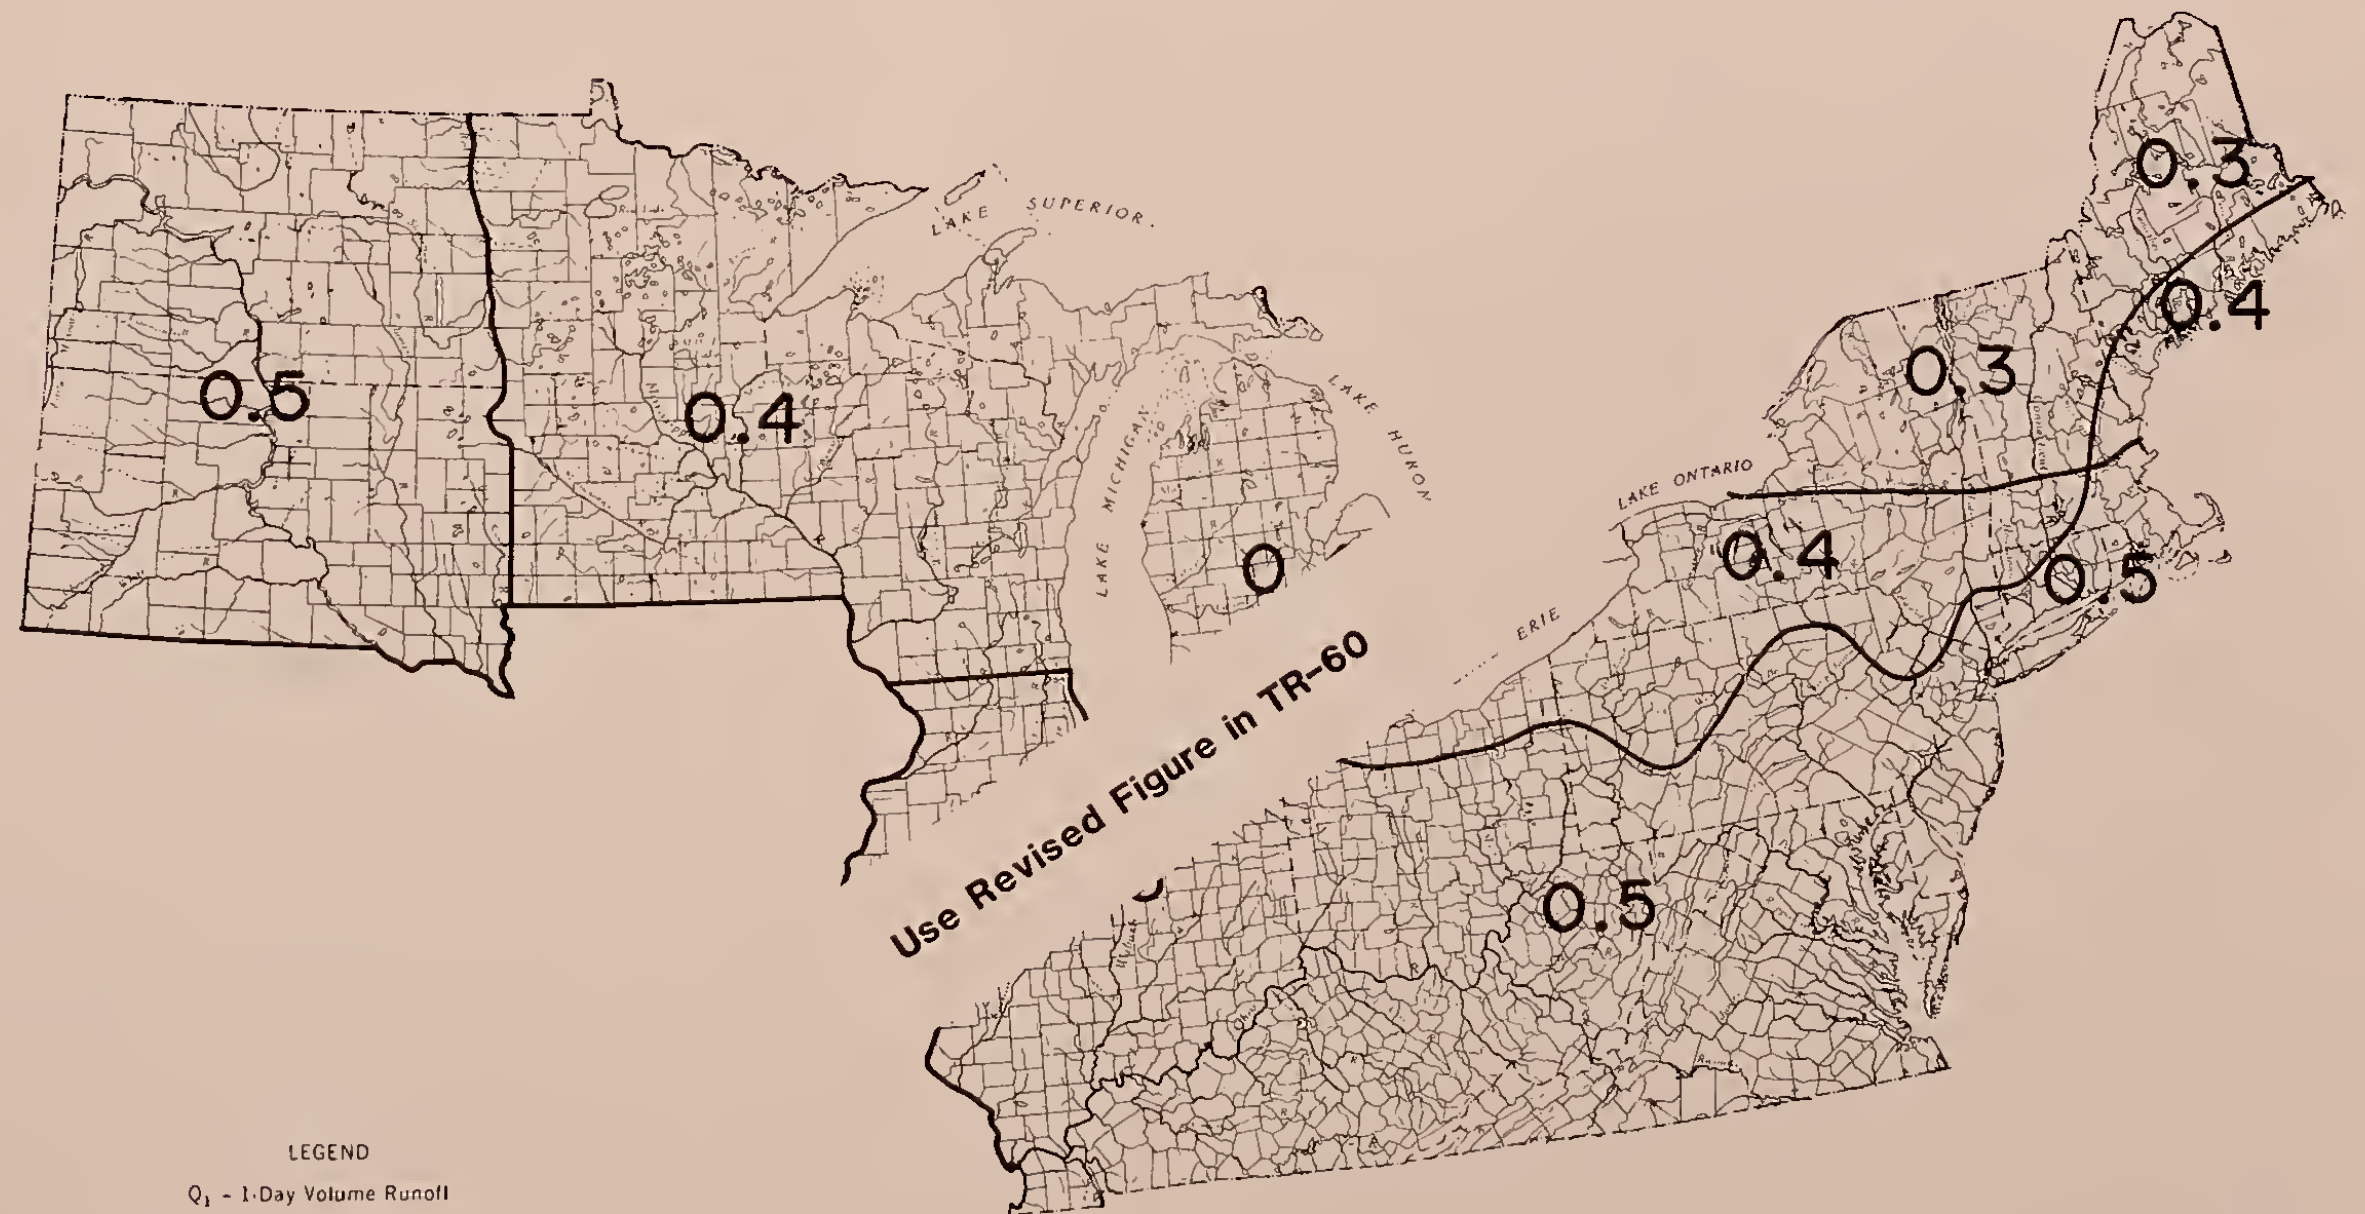 0.3
LAKE SUPERIOR.
0.4
0.3
LAKE HURON
0.5
0.4
LAKE MICHIGAN
LAKE ONTARIO
0.4
0.5
0
ERIE
Use Revised Figure in TR-60
0.5
Ohio
LEGEND
Q₁ - 1-Day Volume Runoff